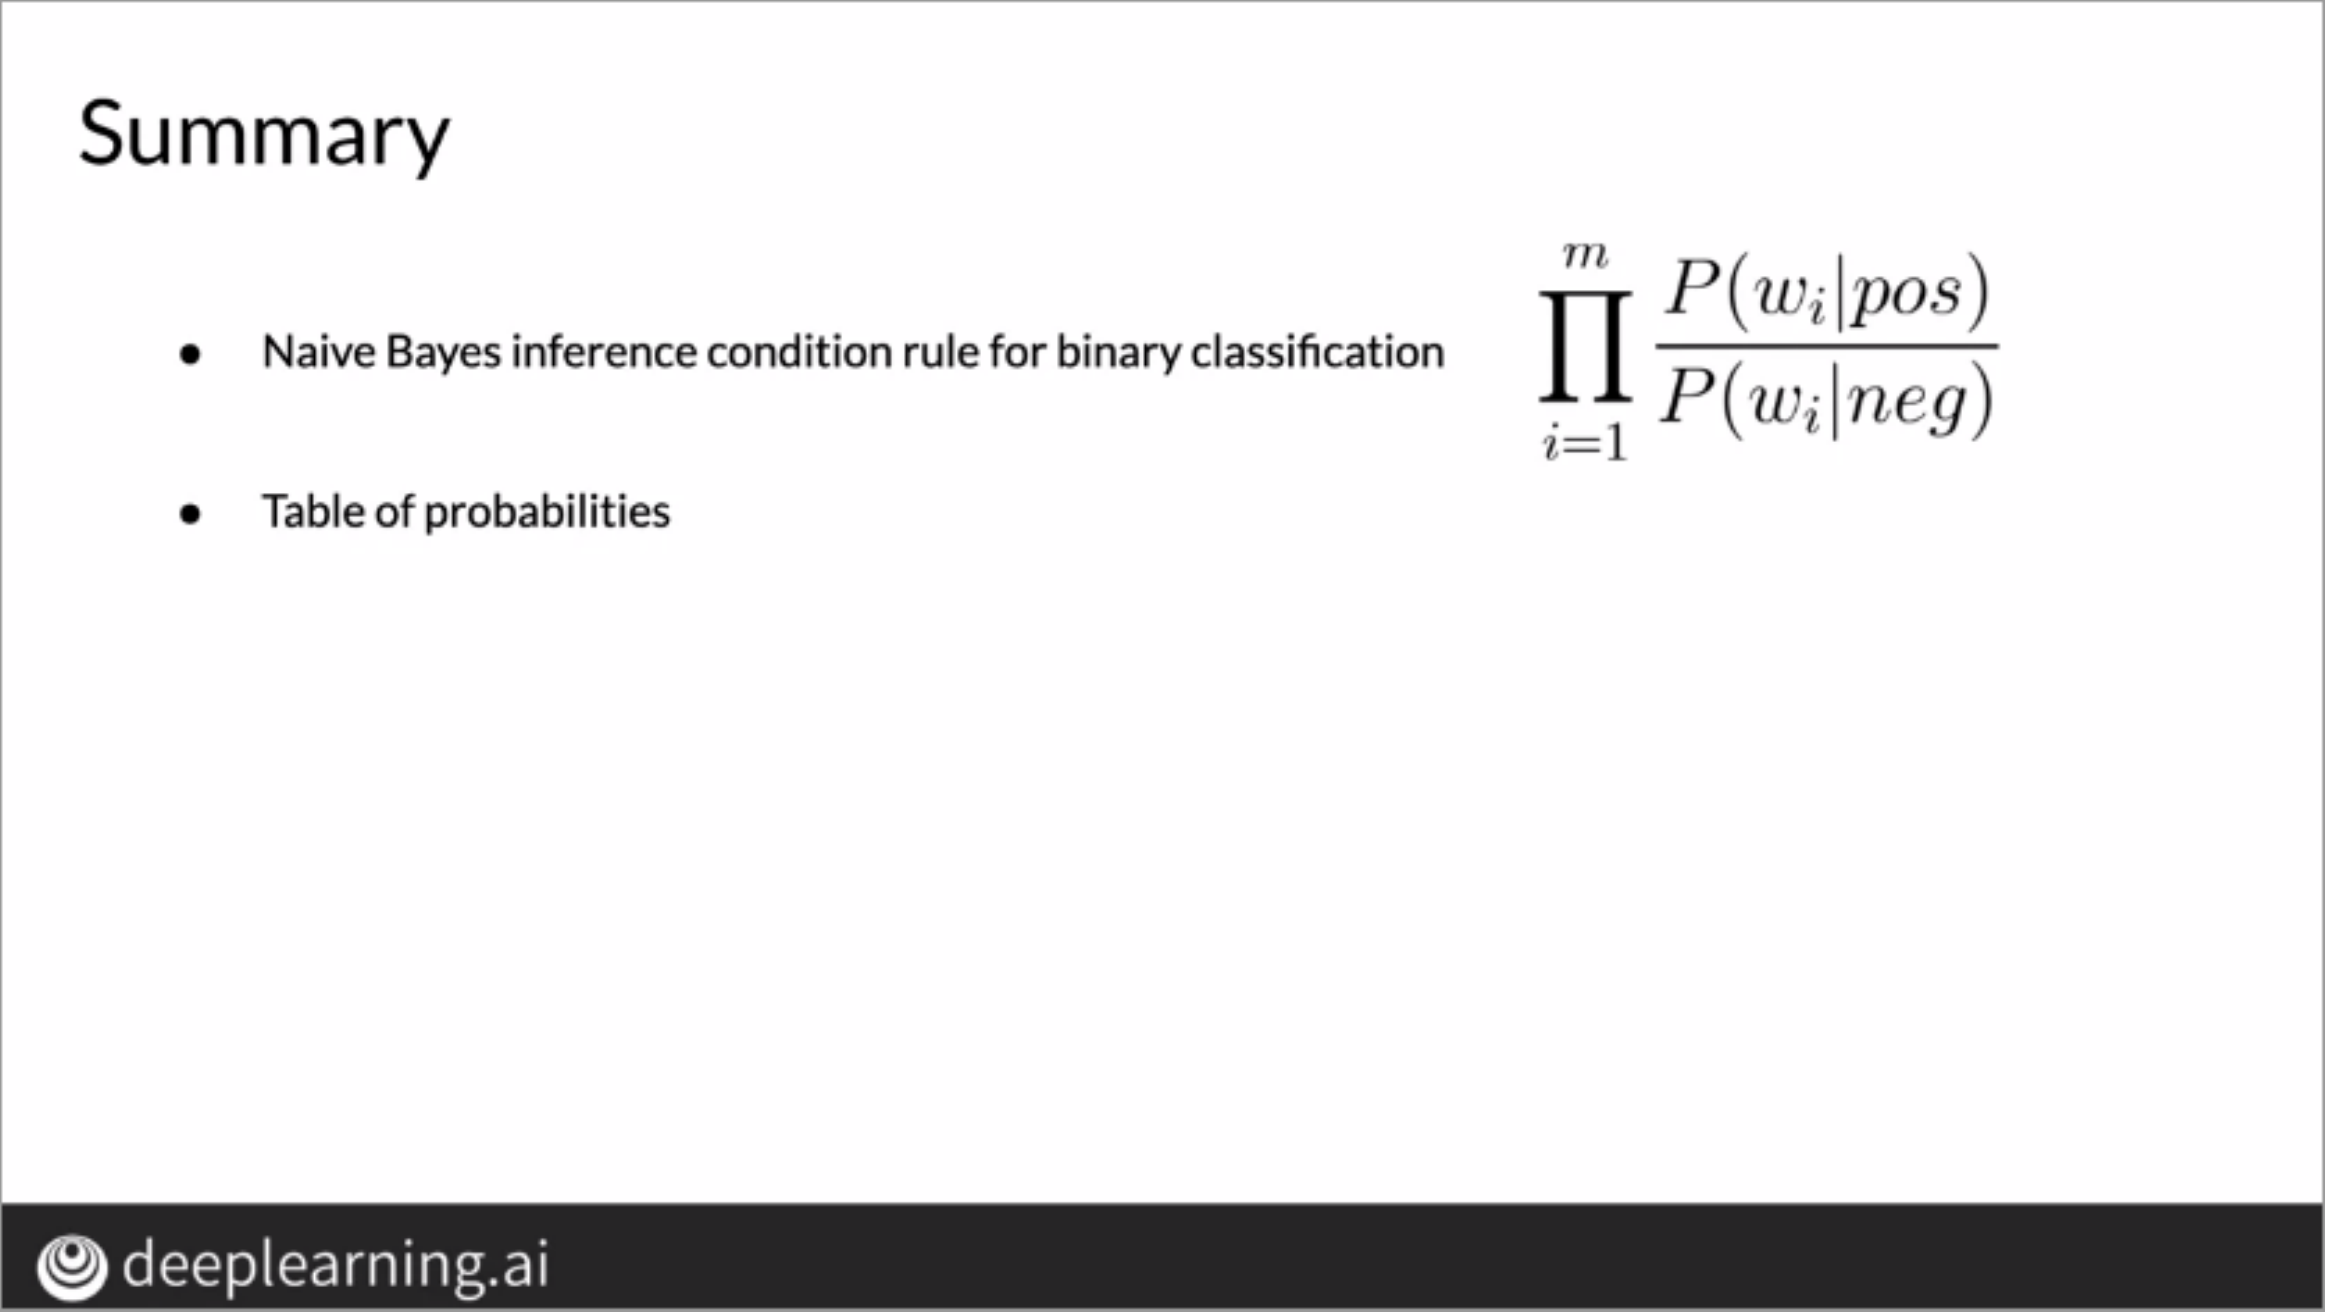 Summary
● Naive Bayes inference condition rule for binary classification
\prod_{i=1}^{m} \frac{P(w_i|pos)}{P(w_i|neg)}
● Table of probabilities
deeplearning.ai